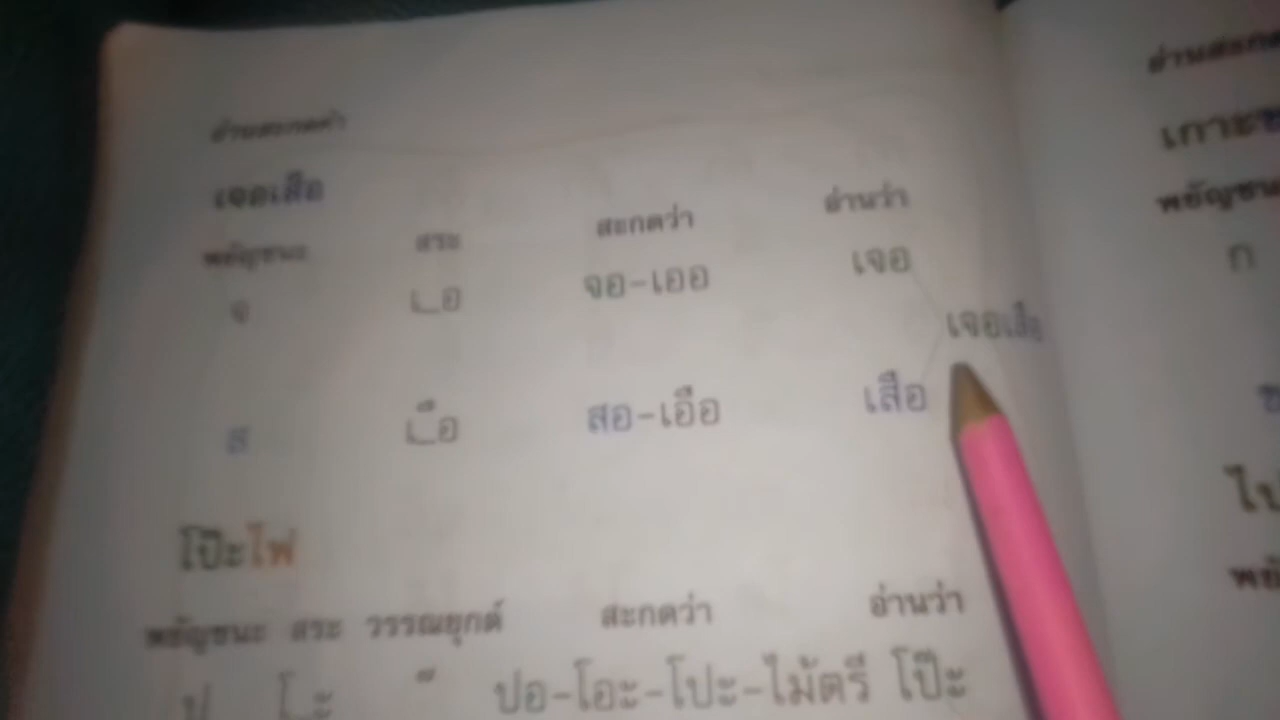 อ่านสะกดคำ
เจอเสือ
พยัญชนะ สระ สะกดว่า อ่านว่า
จ เ_อ จอ-เออ เจอ
เจอเสือ
ส เ_ือ สอ-เอือ เสือ
โป๊ะไฟ
พยัญชนะ สระ วรรณยุกต์ สะกดว่า อ่านว่า
ป โ_ะ ๊ ปอ-โอะ-โปะ-ไม้ตรี โป๊ะ
อ่านสะกด
พยัญชนะ
ก